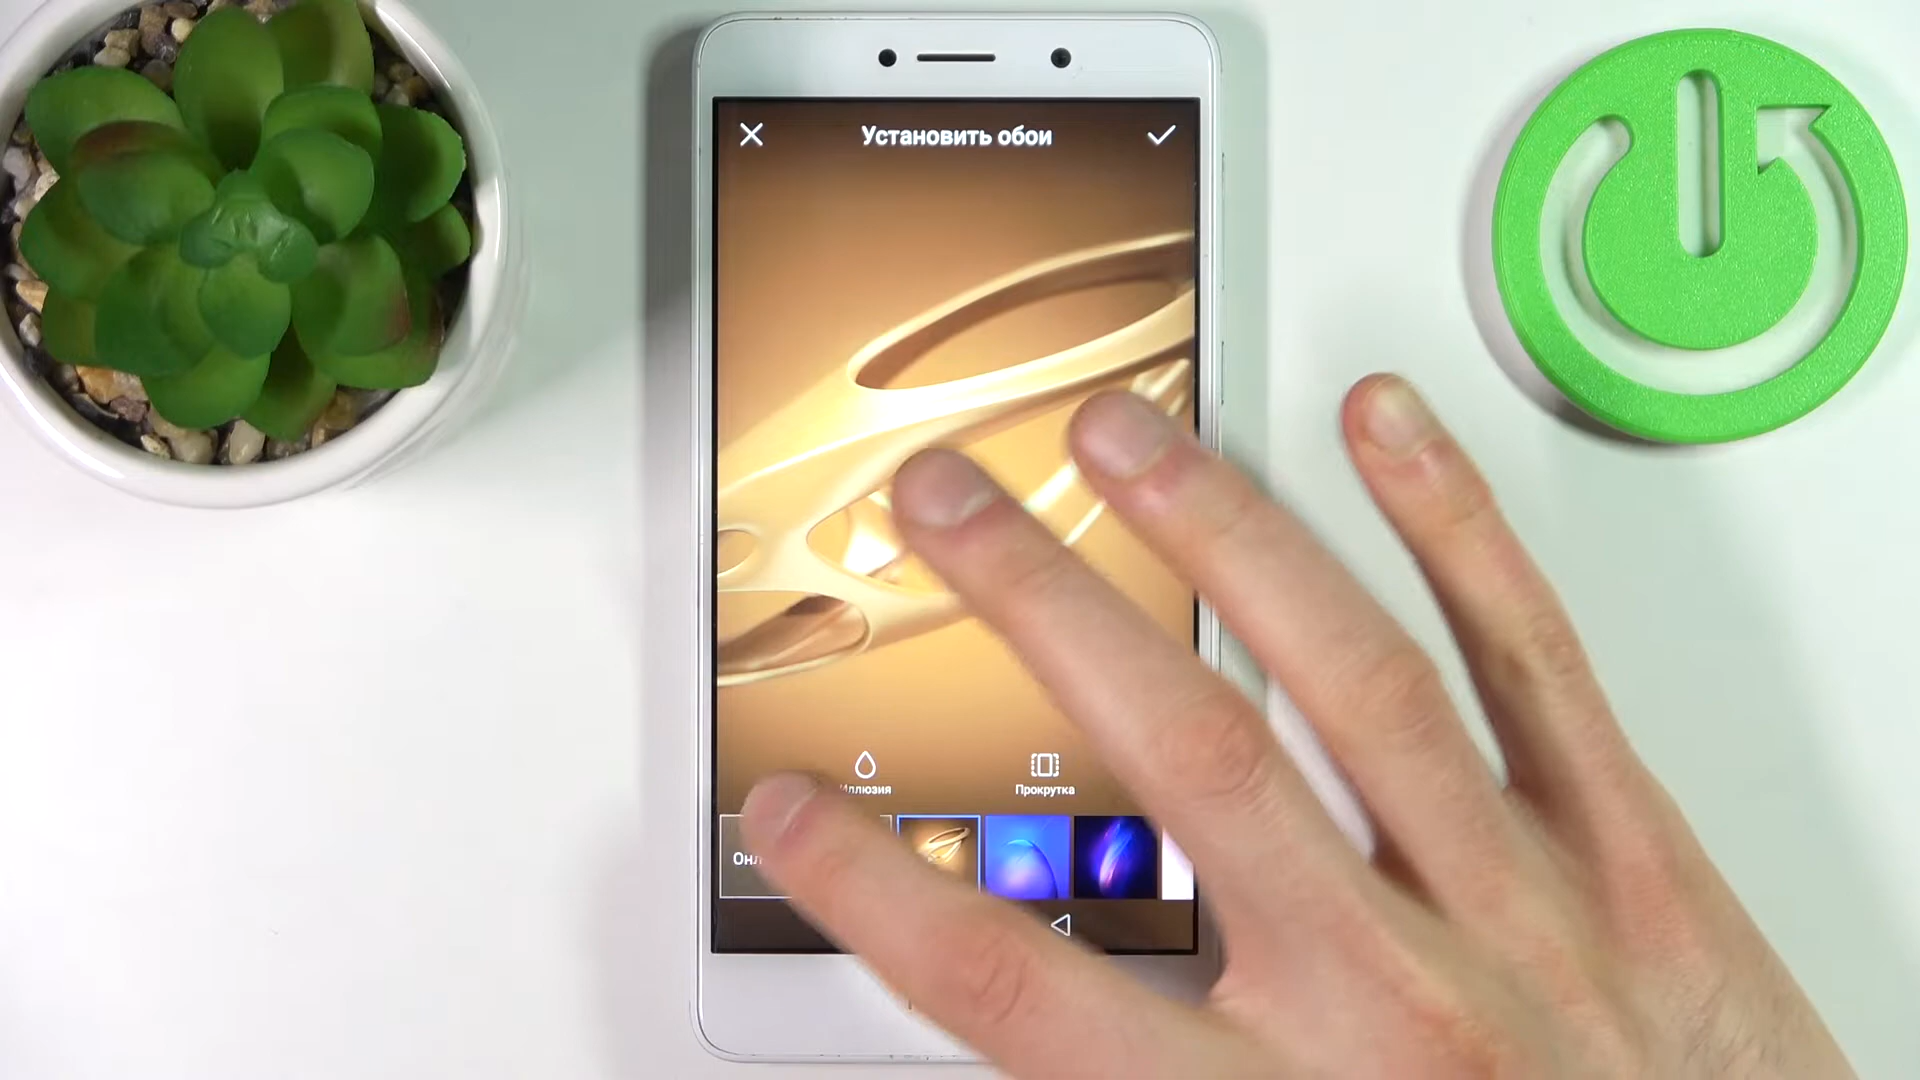 Установить обои
Иллюзия
Прокрутка